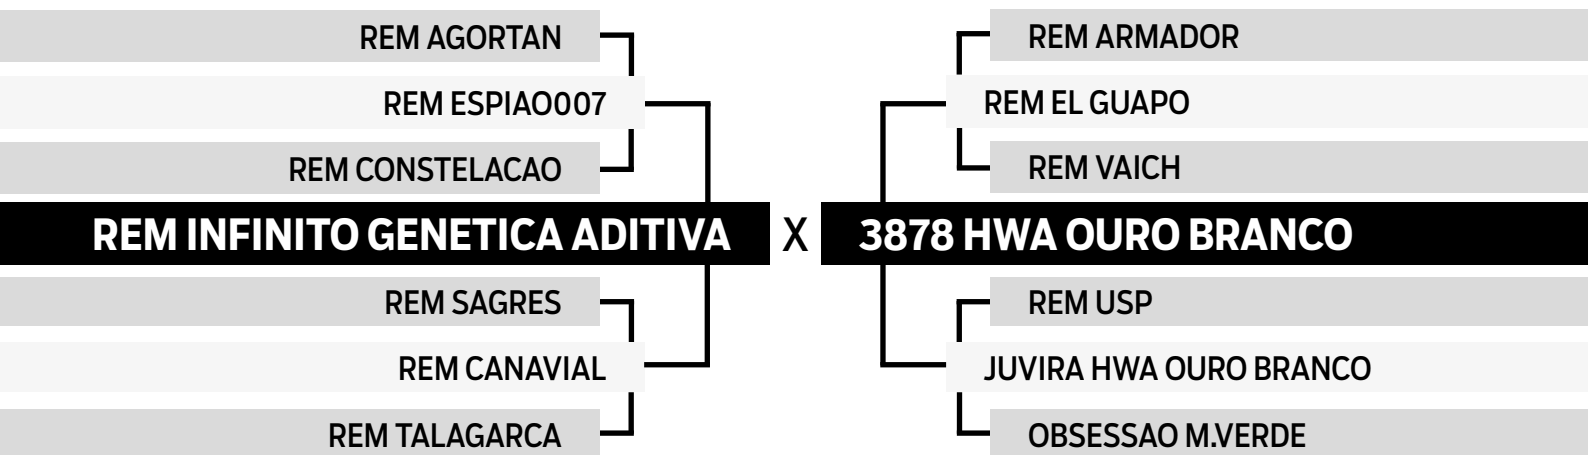 REM AGORTAN
REM ARMADOR
REM ESPIAO007
REM EL GUAPO
REM CONSTELACAO
REM VAICH
REM INFINITO GENETICA ADITIVA X 3878 HWA OURO BRANCO
REM SAGRES
REM USP
REM CANAVIAL
JUVIRA HWA OURO BRANCO
REM TALAGARCA
OBSESSAO M.VERDE